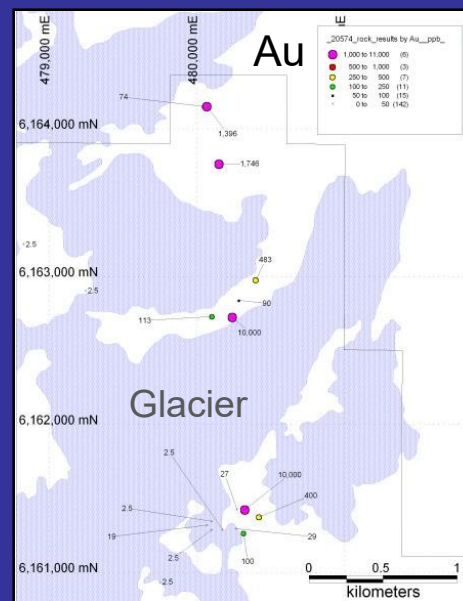 479,000 mE
480,000 mE
mE
Au
_20574_rock_results by Au__ppb_
1,000 to 11,000 (6)
500 to 1,000 (3)
250 to 500 (7)
100 to 250 (11)
50 to 100 (15)
0 to 50 (142)
74
6,164,000 mN
1,396
1,746
-2.5
483
6,163,000 mN
-2.5
90
113
10,000
Glacier
6,162,000 mN
2.5
27
10,000
2.5
400
19
29
2.5
100
6,161,000 mN
-2.5
0 0.5 1
kilometers